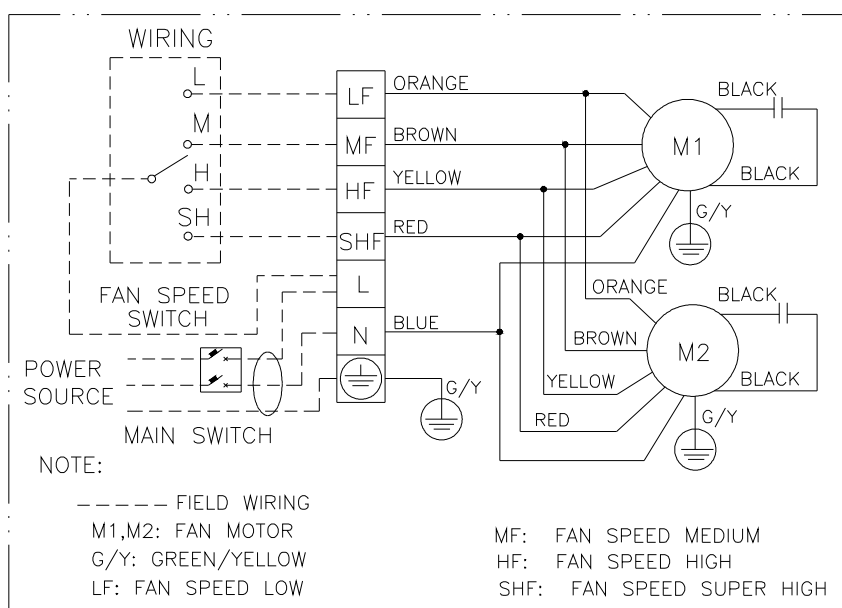 WIRING
L
M
H
SH
FAN SPEED
SWITCH
POWER
SOURCE
MAIN SWITCH
LF
MF
HF
SHF
L
N
ORANGE
BROWN
YELLOW
RED
BLUE
G/Y
M1
BLACK
BLACK
G/Y
ORANGE
BROWN
YELLOW
RED
M2
BLACK
BLACK
G/Y
NOTE:
FIELD WIRING
M1,M2: FAN MOTOR
G/Y: GREEN/YELLOW
LF: FAN SPEED LOW
MF: FAN SPEED MEDIUM
HF: FAN SPEED HIGH
SHF: FAN SPEED SUPER HIGH